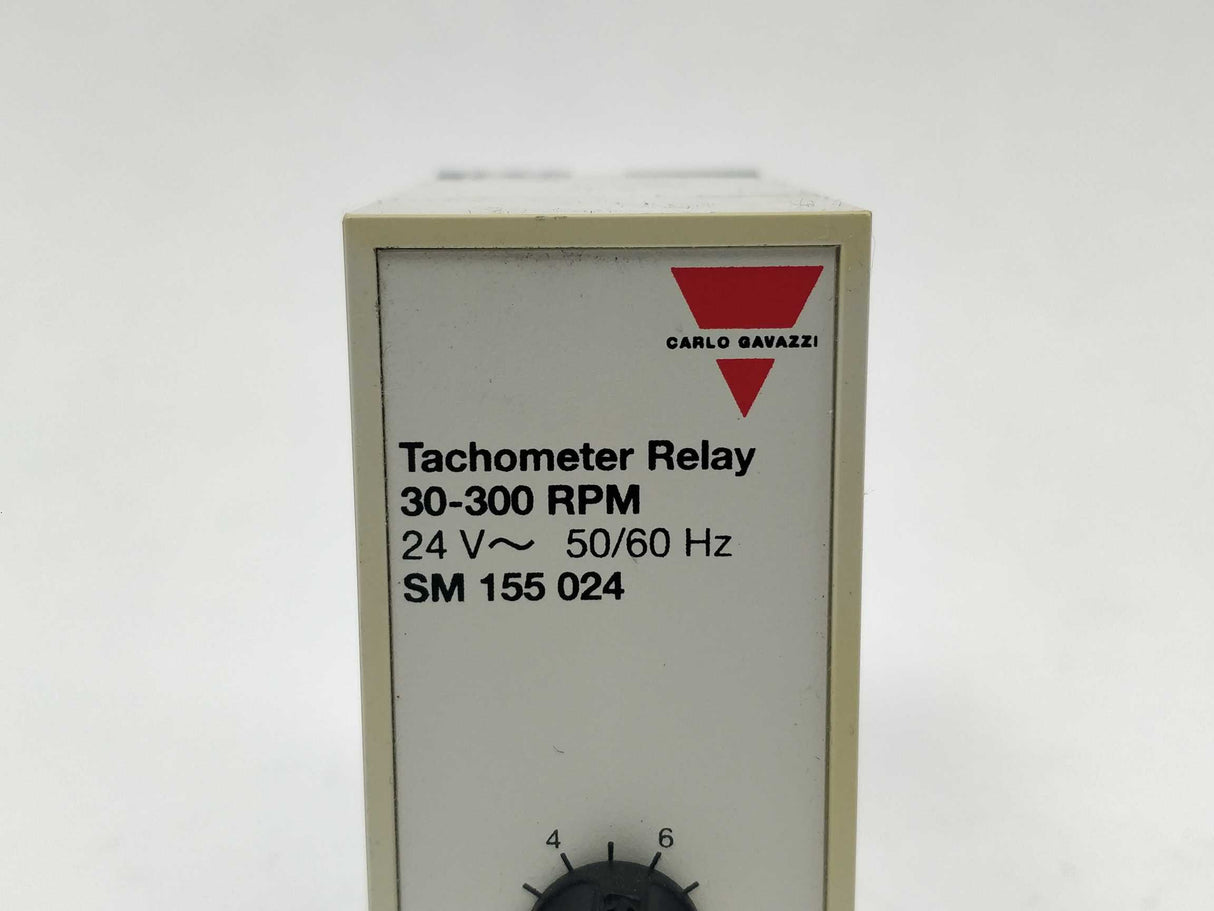 CARLO GAVAZZI
Tachometer Relay
30-300 RPM
24 V~ 50/60 Hz
SM 155 024
4 6